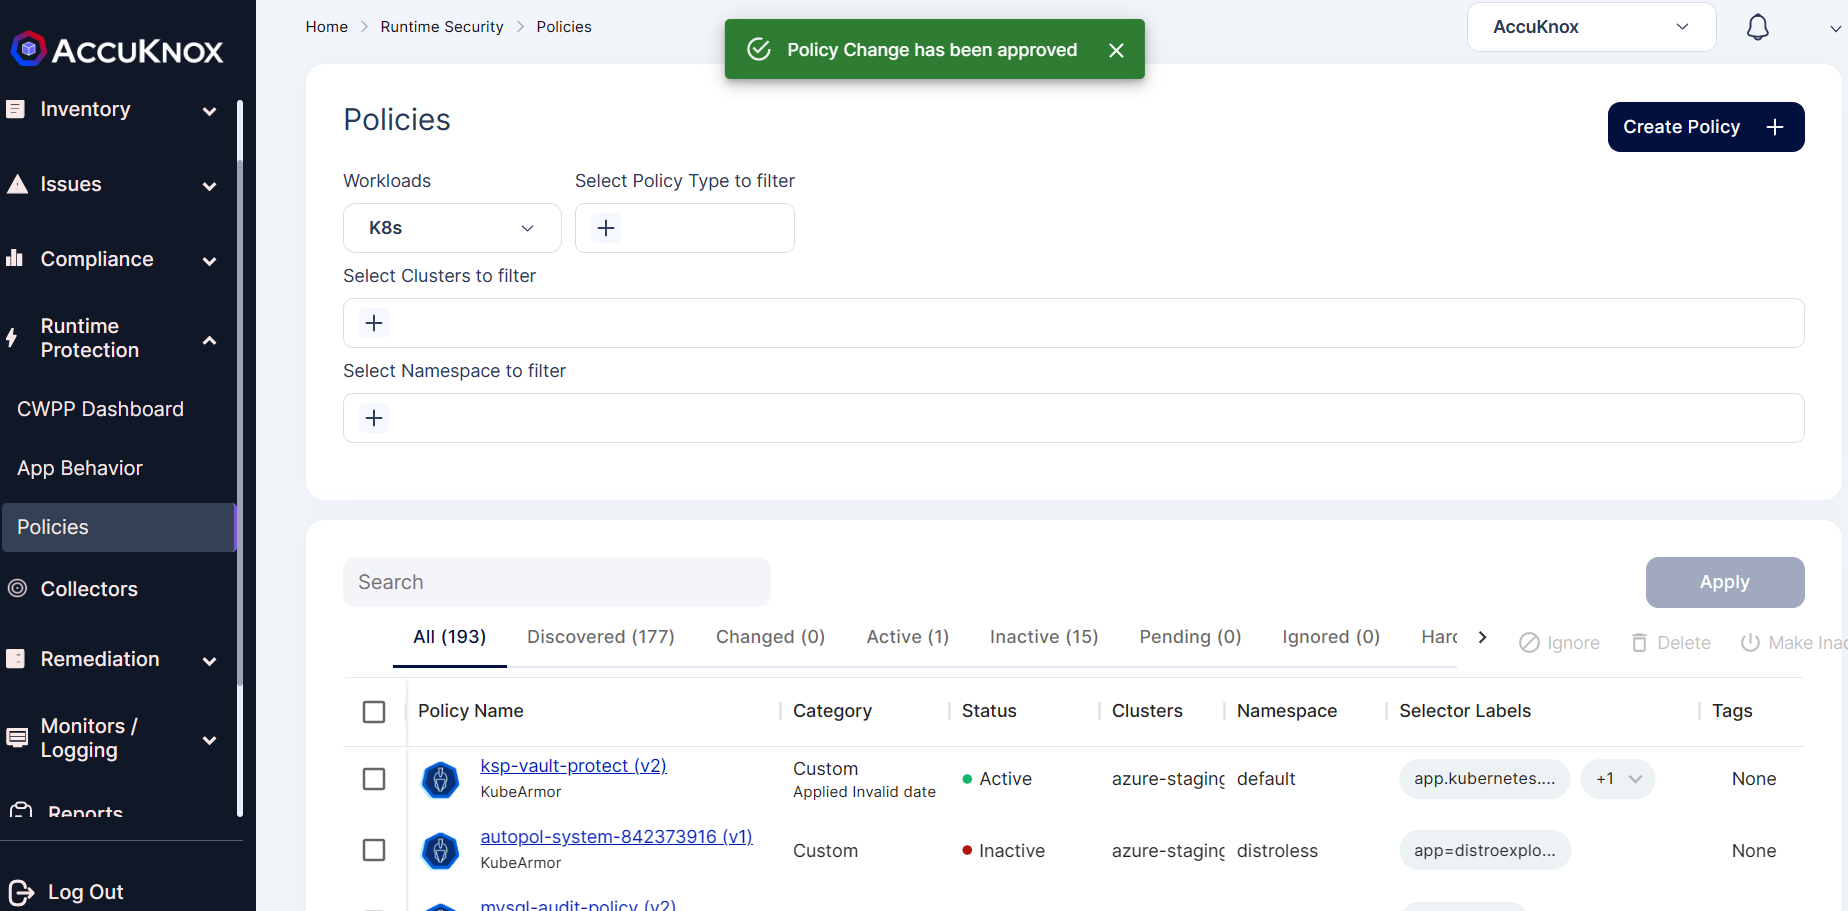 ACCUKNOX
Inventory
Issues
Compliance
Runtime
Protection
CWPP Dashboard
App Behavior
Policies
Collectors
Remediation
Monitors /
Logging
Reports
Log Out
Home > Runtime Security > Policies
Policy Change has been approved
AccuKnox
Policies
Create Policy +
Workloads
Select Policy Type to filter
K8s
+
Select Clusters to filter
+
Select Namespace to filter
+
Search
Apply
All (193) Discovered (177) Changed (0) Active (1) Inactive (15) Pending (0) Ignored (0) Hard
Ignore Delete Make Inac
Policy Name Category Status Clusters Namespace Selector Labels Tags
ksp-vault-protect (v2)
KubeArmor
Custom
Applied Invalid date
Active azure-staging default app.kubernetes.... +1 None
autopol-system-842373916 (v1)
KubeArmor
Custom Inactive azure-staging distroless app=distroexplo... None
mysql-audit-policy (v2)